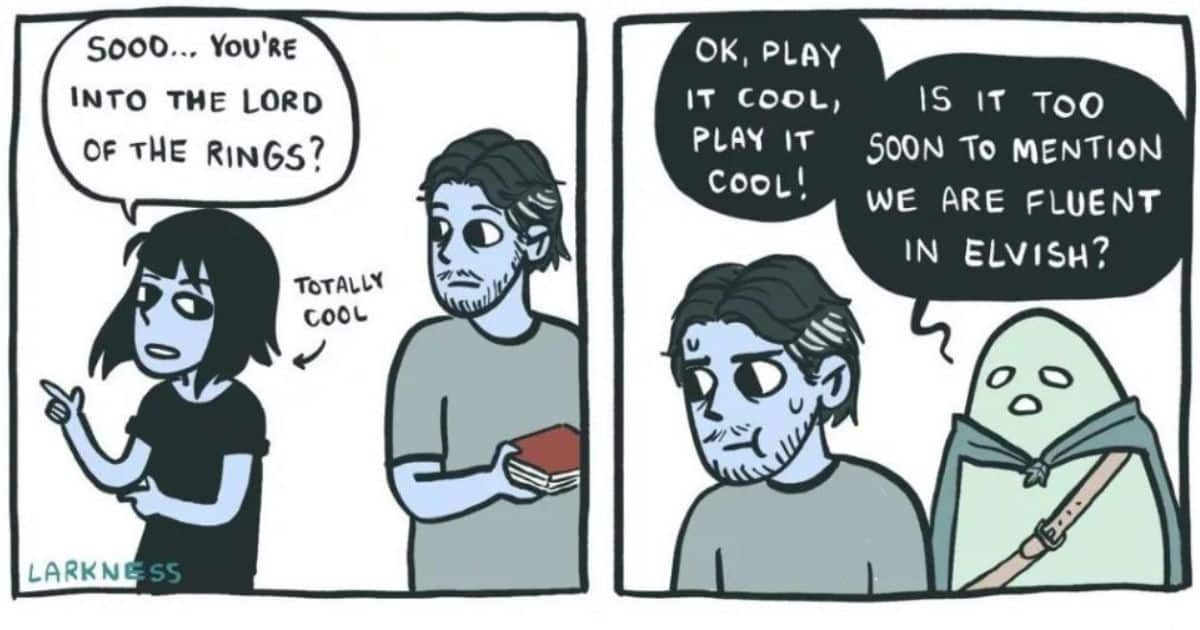 SOOO... YOU'RE
INTO THE LORD
OF THE RINGS?
TOTALLY
COOL
LARKNESS
OK, PLAY
IT COOL,
PLAY IT
COOL!
IS IT TOO
SOON TO MENTION
WE ARE FLUENT
IN ELVISH?